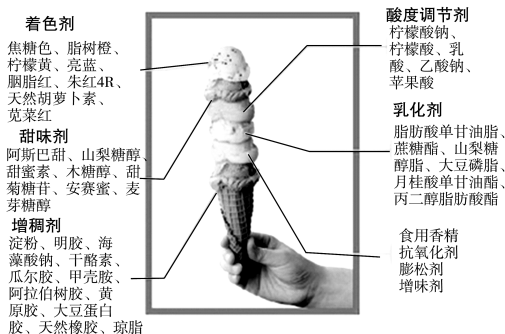 着色剂
焦糖色、脂树橙、
柠檬黄、亮蓝、
胭脂红、朱红4R、
天然胡萝卜素、
苋菜红
甜味剂
阿斯巴甜、山梨糖醇、
甜蜜素、木糖醇、甜
菊糖苷、安赛蜜、麦
芽糖醇
增稠剂
淀粉、明胶、海
藻酸钠、干酪素、
瓜尔胶、甲壳胺、
阿拉伯树胶、黄
原胶、大豆蛋白
胶、天然橡胶、琼脂
酸度调节剂
柠檬酸钠、
柠檬酸、乳
酸、乙酸钠、
苹果酸
乳化剂
脂肪酸单甘油脂、
蔗糖酯、山梨糖
醇脂、大豆磷脂、
月桂酸单甘油酯、
丙二醇脂肪酸酯
食用香精
抗氧化剂
膨松剂
增味剂